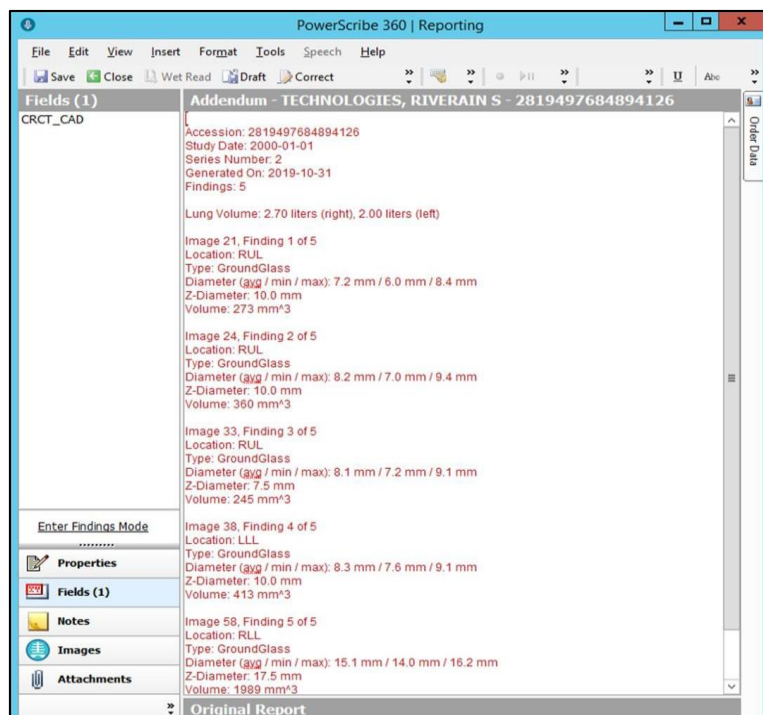 PowerScribe 360 | Reporting
File Edit View Insert Format Tools Speech Help
Save Close Wet Read Draft Correct U Abc
Fields (1)
CRCT_CAD
Enter Findings Mode
Properties
Fields (1)
Notes
Images
Attachments
Addendum - TECHNOLOGIES, RIVERAIN S - 2819497684894126
Accession: 2819497684894126
Study Date: 2000-01-01
Series Number: 2
Generated On: 2019-10-31
Findings: 5
Lung Volume: 2.70 liters (right), 2.00 liters (left)
Image 21, Finding 1 of 5
Location: RUL
Type: GroundGlass
Diameter (avg / min / max): 7.2 mm / 6.0 mm / 8.4 mm
Z-Diameter: 10.0 mm
Volume: 273 mm^3
Image 24, Finding 2 of 5
Location: RUL
Type: GroundGlass
Diameter (avg / min / max): 8.2 mm / 7.0 mm / 9.4 mm
Z-Diameter: 10.0 mm
Volume: 360 mm^3
Image 33, Finding 3 of 5
Location: RUL
Type: GroundGlass
Diameter (avg / min / max): 8.1 mm / 7.2 mm / 9.1 mm
Z-Diameter: 7.5 mm
Volume: 245 mm^3
Image 38, Finding 4 of 5
Location: LLL
Type: GroundGlass
Diameter (avg / min / max): 8.3 mm / 7.6 mm / 9.1 mm
Z-Diameter: 10.0 mm
Volume: 413 mm^3
Image 58, Finding 5 of 5
Location: RLL
Type: GroundGlass
Diameter (avg / min / max): 15.1 mm / 14.0 mm / 16.2 mm
Z-Diameter: 17.5 mm
Volume: 1989 mm^3
Original Report
Order Data